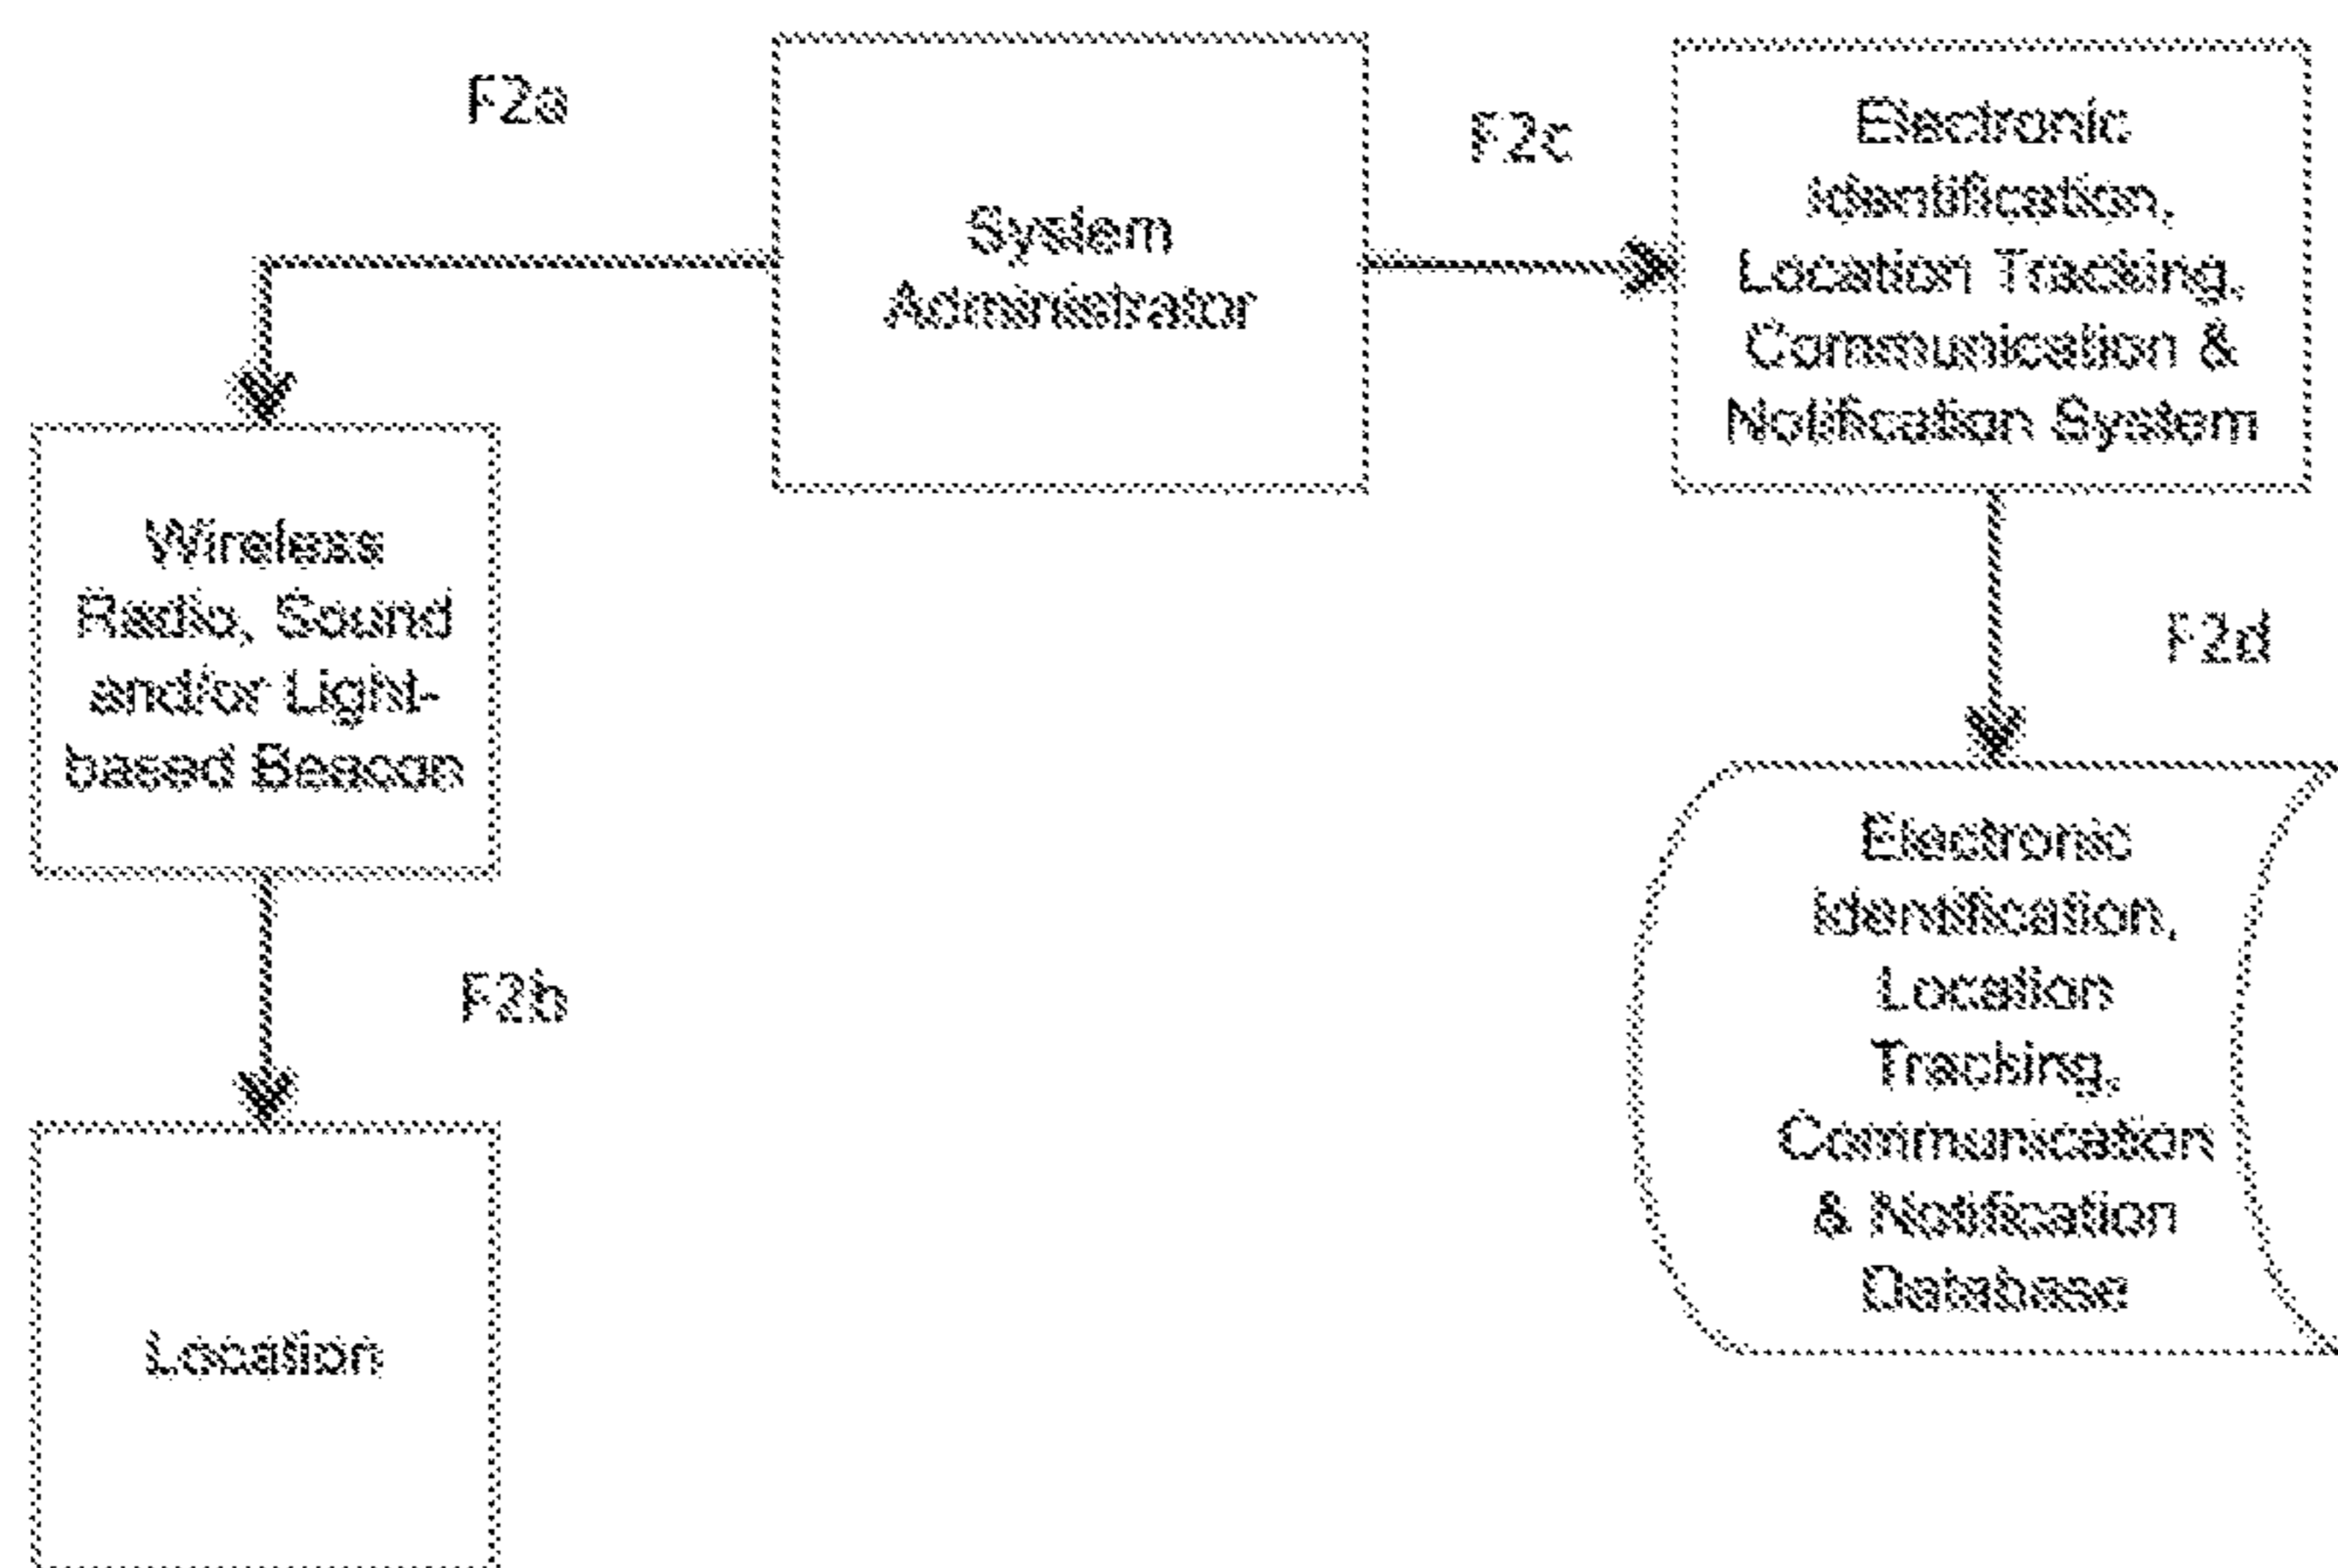 F2a
System
Administrator
F2c
Electronic
Identification,
Location Tracking,
Communication &
Notification System
Wireless
Radio, Sound
and/or Light-
based Beacon
F2d
F2b
Electronic
Identification,
Location
Tracking,
Communication
& Notification
Database
Location